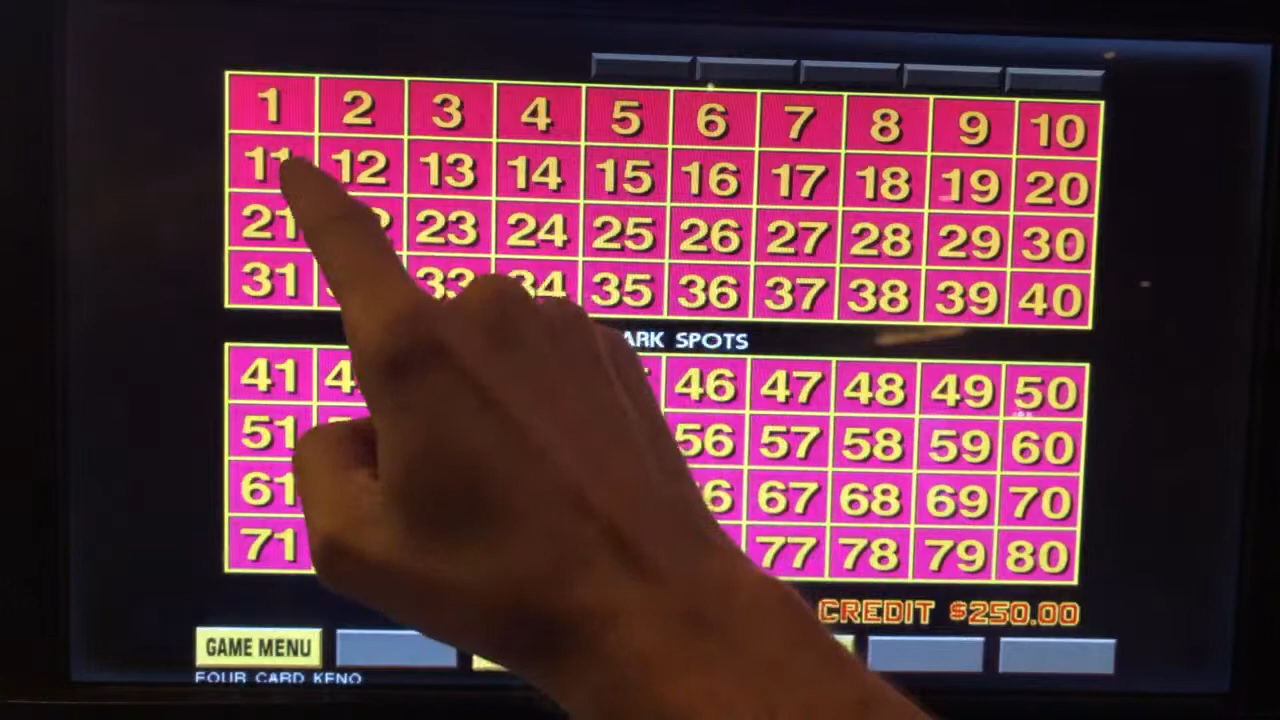 1 2 3 4 5 6 7 8 9 10
11 12 13 14 15 16 17 18 19 20
21 23 24 25 26 27 28 29 30
31 33 34 35 36 37 38 39 40
SPOTS
41 46 47 48 49 50
51 56 57 58 59 60
61 67 68 69 70
71 77 78 79 80
CREDIT $250.00
GAME MENU
FOUR CARD KENO